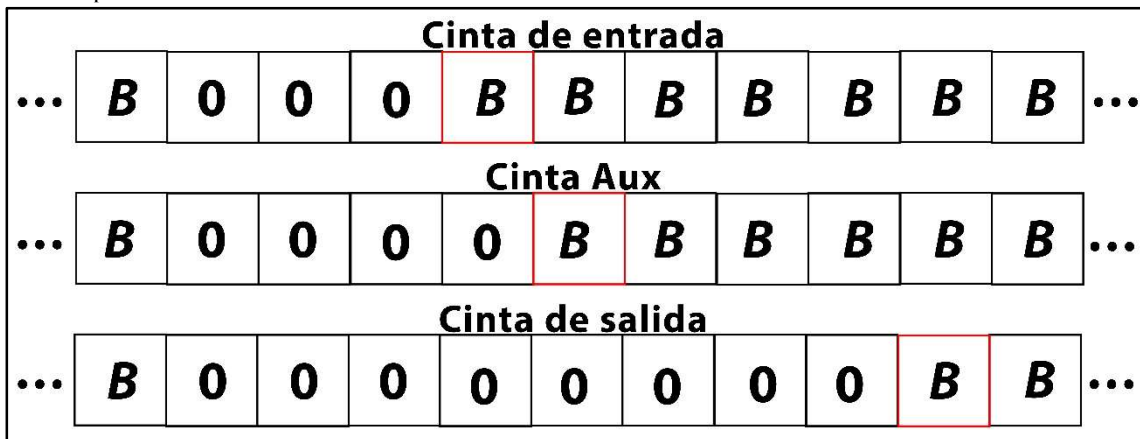 Cinta de entrada
... B 0 0 0 B B B B B B B ...
Cinta Aux
... B 0 0 0 0 B B B B B B ...
Cinta de salida
... B 0 0 0 0 0 0 0 0 B B ...